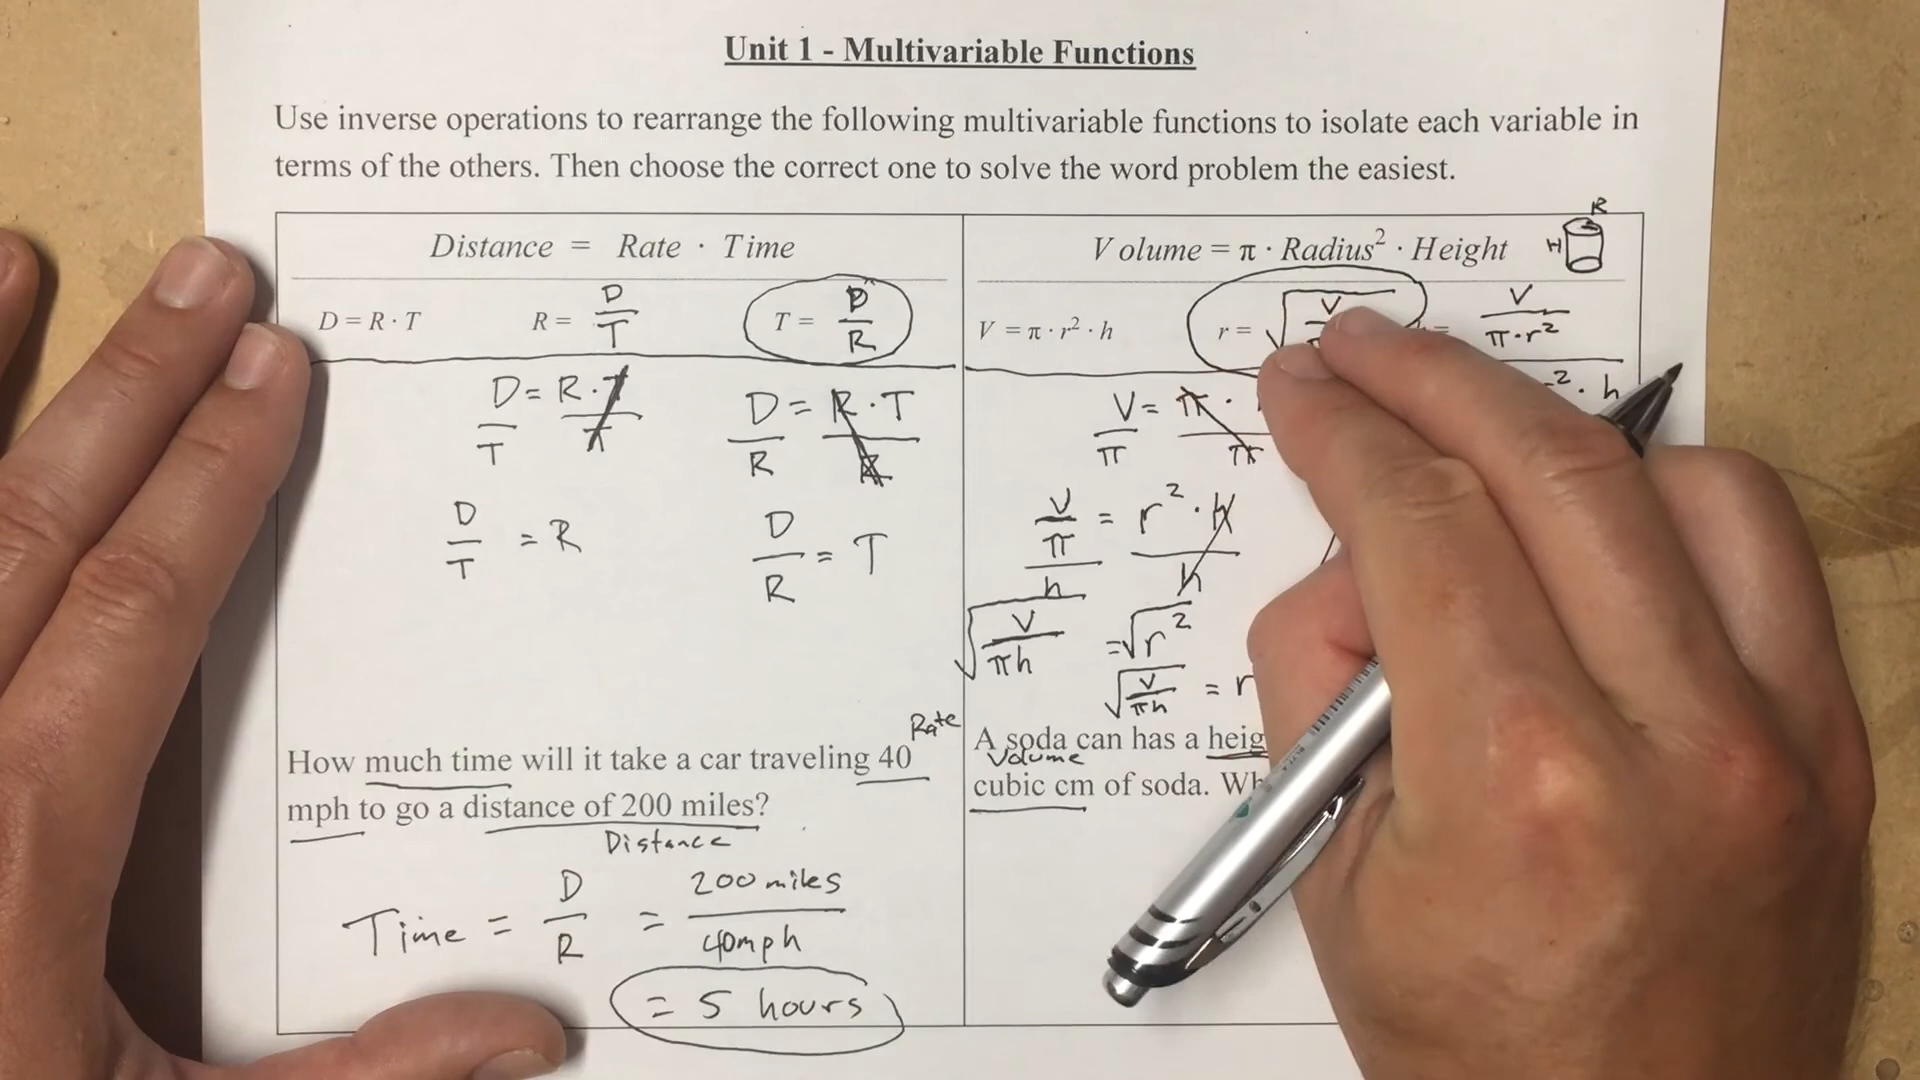 Unit 1 - Multivariable Functions
Use inverse operations to rearrange the following multivariable functions to isolate each variable in
terms of the others. Then choose the correct one to solve the word problem the easiest.
Distance = Rate · Time
D = R · T R = D/T T = D/R
D = R · T
T T
D/T = R
D = R · T
R R
D/R = T
Rate
How much time will it take a car traveling 40
mph to go a distance of 200 miles?
Distance
Time = D/R = 200 miles / 40mph
= 5 hours
R
H
Volume = π · Radius² · Height
V = π · r² · h r = √ V = V/π·r²
² · h
V = π ·
π π
V/π = r² · h
h h
√V/πh = √r²
√V/πh = r
A soda can has a heig
Volume
cubic cm of soda. Wh